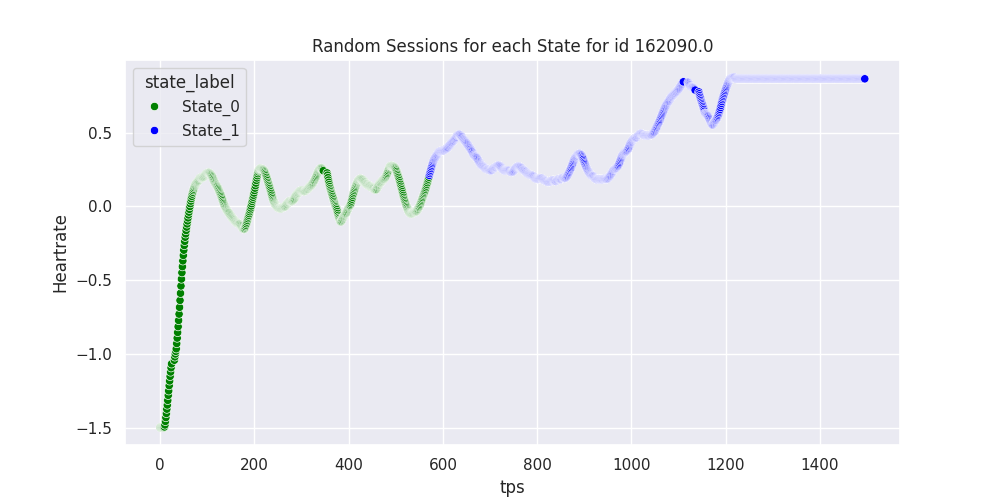 Random Sessions for each State for id 162090.0
state_label
State_0
State_1
0.5
0.0
−0.5
−1.0
−1.5
Heartrate
0 200 400 600 800 1000 1200 1400
tps